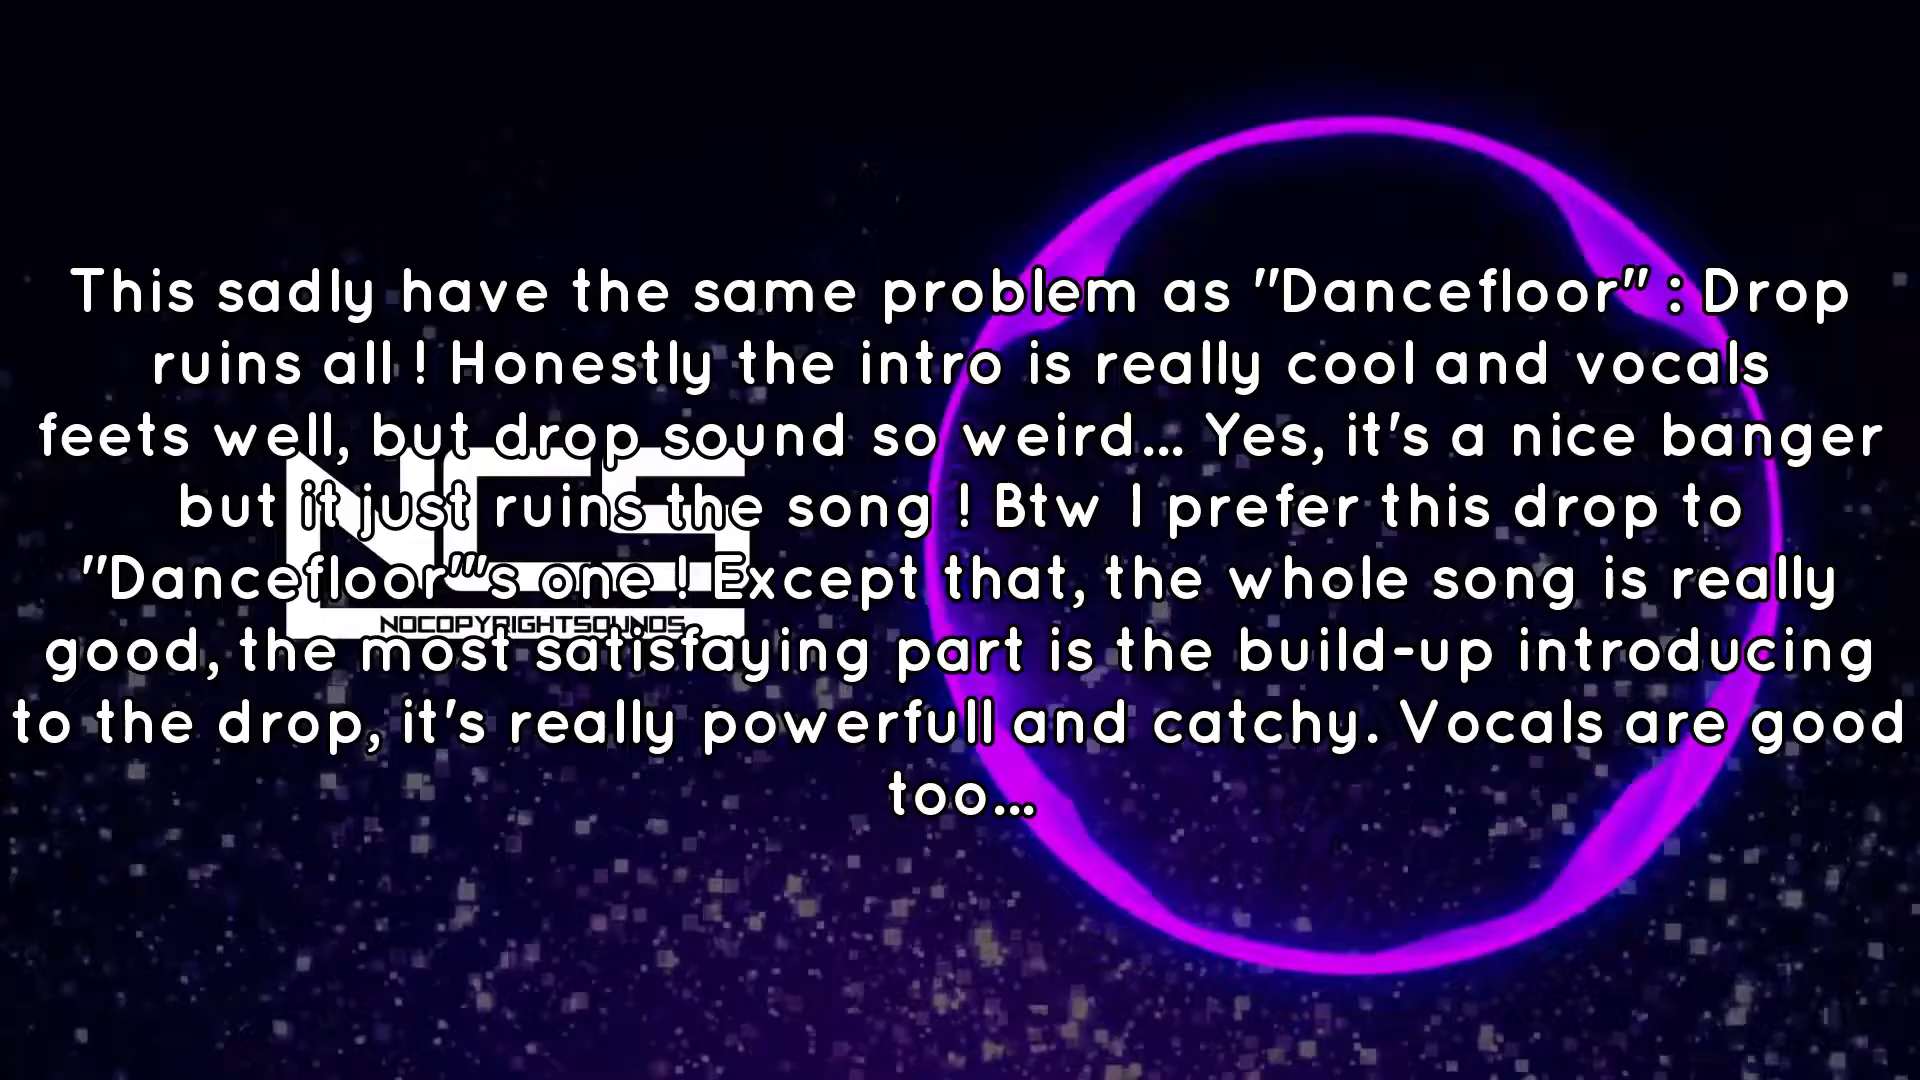 This sadly have the same problem as "Dancefloor" : Drop
ruins all ! Honestly the intro is really cool and vocals
feets well, but drop sound so weird... Yes, it's a nice banger
but it just ruins the song ! Btw I prefer this drop to
"Dancefloor"'s one ! Except that, the whole song is really
good, the most satisfaying part is the build-up introducing
to the drop, it's really powerfull and catchy. Vocals are good
too...
NCS
NOCOPYRIGHTSOUNDS